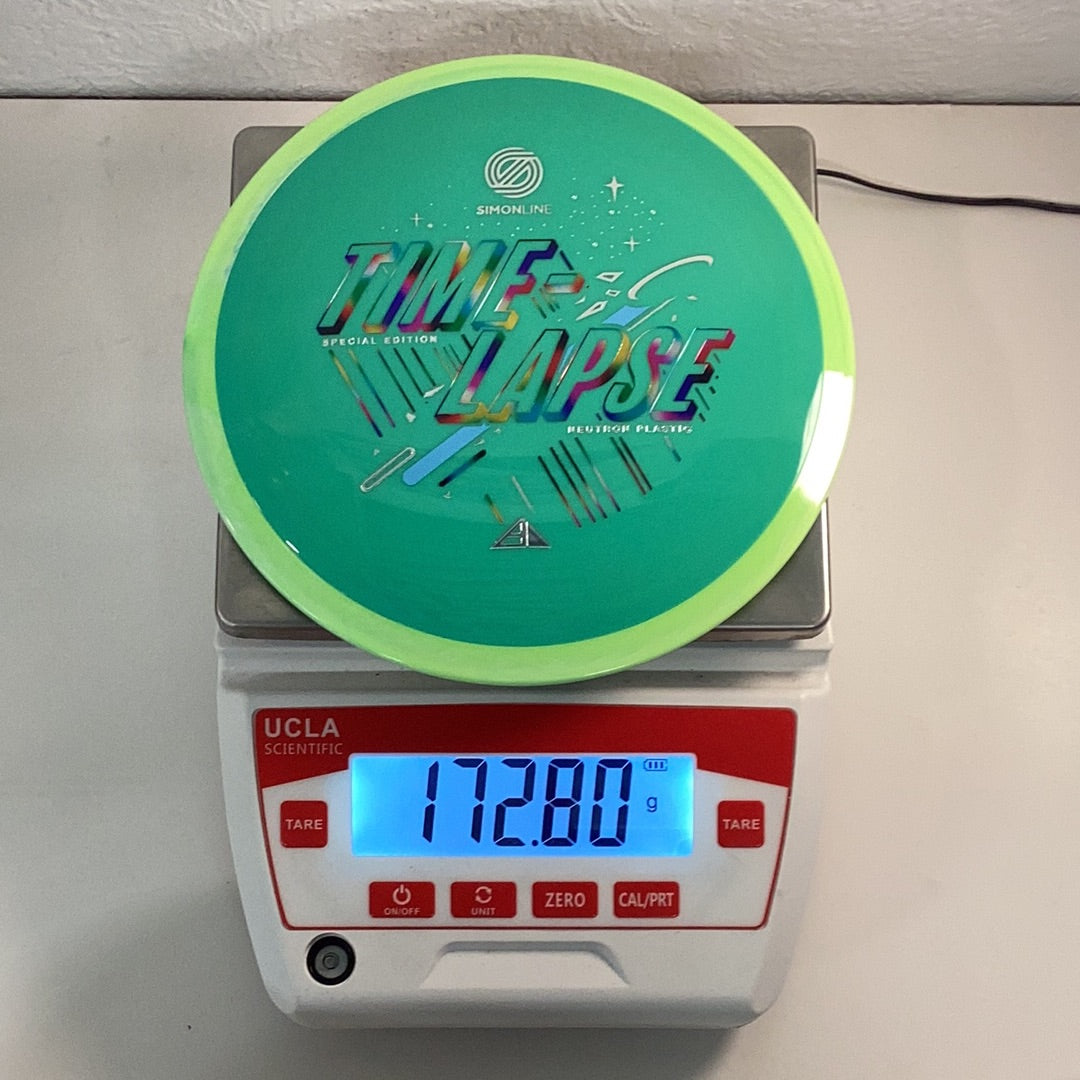 SIMONLINE
TIME-
SPECIAL EDITION
LAPSE
NEUTRON PLASTIC
UCLA
SCIENTIFIC
172.80 g
TARE
TARE
ON/OFF
UNIT
ZERO
CAL/PRT